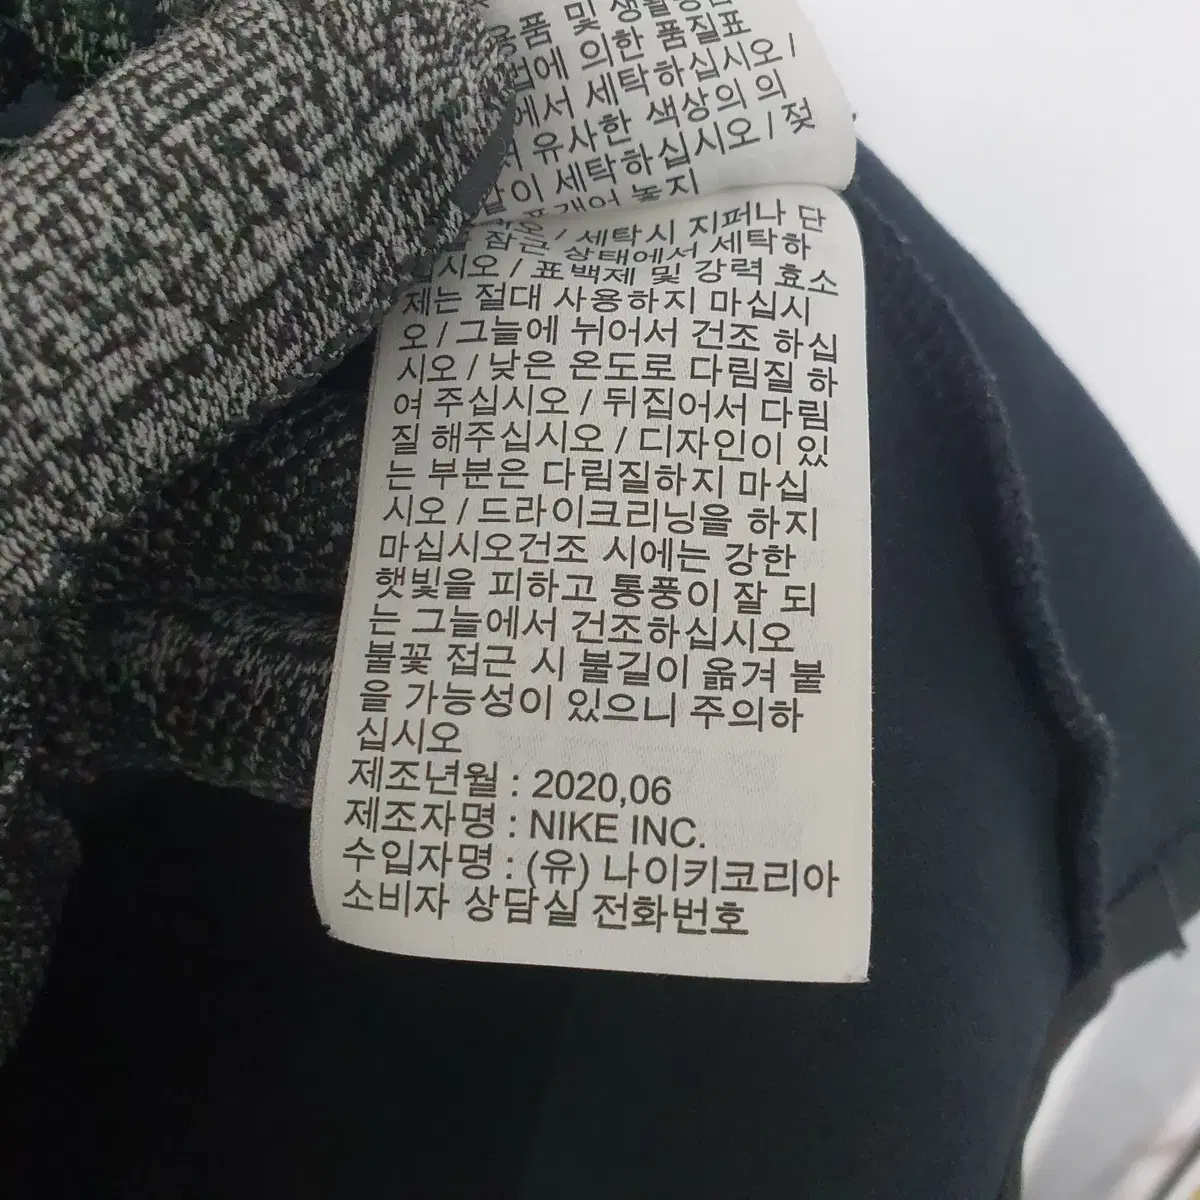 용품 및
법에 의한 품질표
에서 세탁하십시오 /
서 유사한 색상의 의
같이 세탁하십시오 / 젖
놓지
/ 세탁시 지퍼나 단
잠근 상태에서 세탁하
십시오 / 표백제 및 강력 효소
제는 절대 사용하지 마십시
오 / 그늘에 뉘어서 건조 하십
시오 / 낮은 온도로 다림질 하
여 주십시오 / 뒤집어서 다림
질 해주십시오 / 디자인이 있
는 부분은 다림질하지 마십
시오 / 드라이크리닝을 하지
마십시오건조 시에는 강한
햇빛을 피하고 통풍이 잘 되
는 그늘에서 건조하십시오
불꽃 접근 시 불길이 옮겨 붙
을 가능성이 있으니 주의하
십시오
제조년월 : 2020,06
제조자명 : NIKE INC.
수입자명 : (유) 나이키코리아
소비자 상담실 전화번호